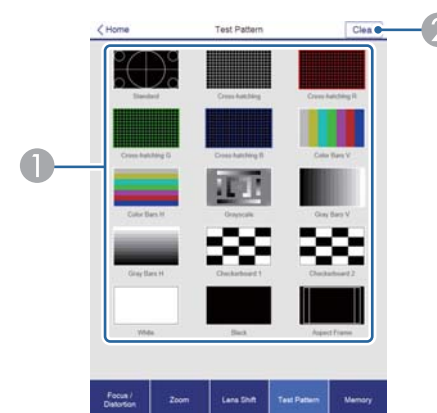 < Home Test Pattern Clea
2
Standard Cross-hatching Cross-hatching R
Cross-hatching G Cross-hatching B Color Bars V
1
Color Bars H Grayscale Gray Bars V
Gray Bars H Checkerboard 1 Checkerboard 2
White Black Aspect Frame
Focus /
Distortion Zoom Lens Shift Test Pattern Memory